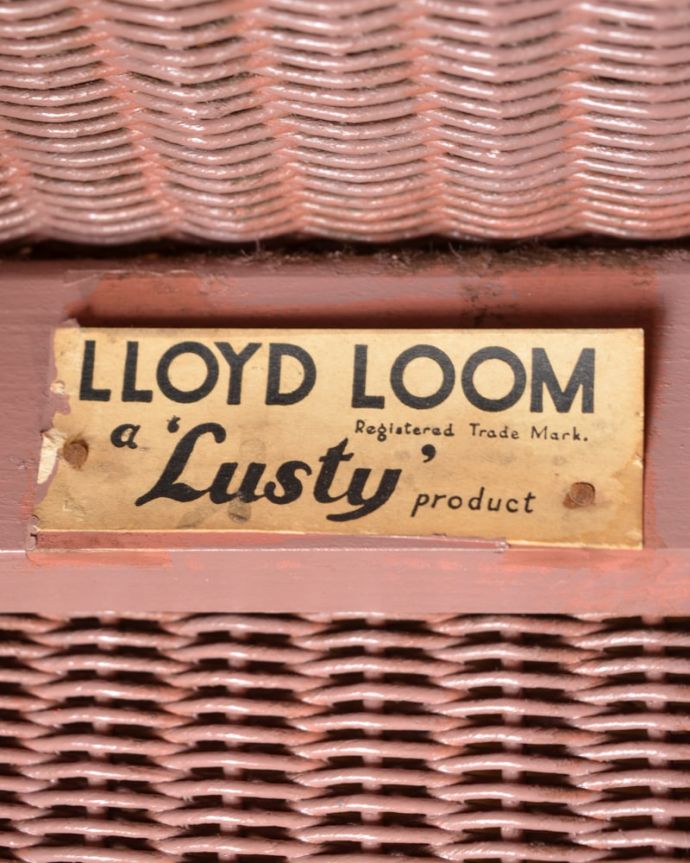 LLOYD LOOM
Registered Trade Mark.
a 'Lusty' product